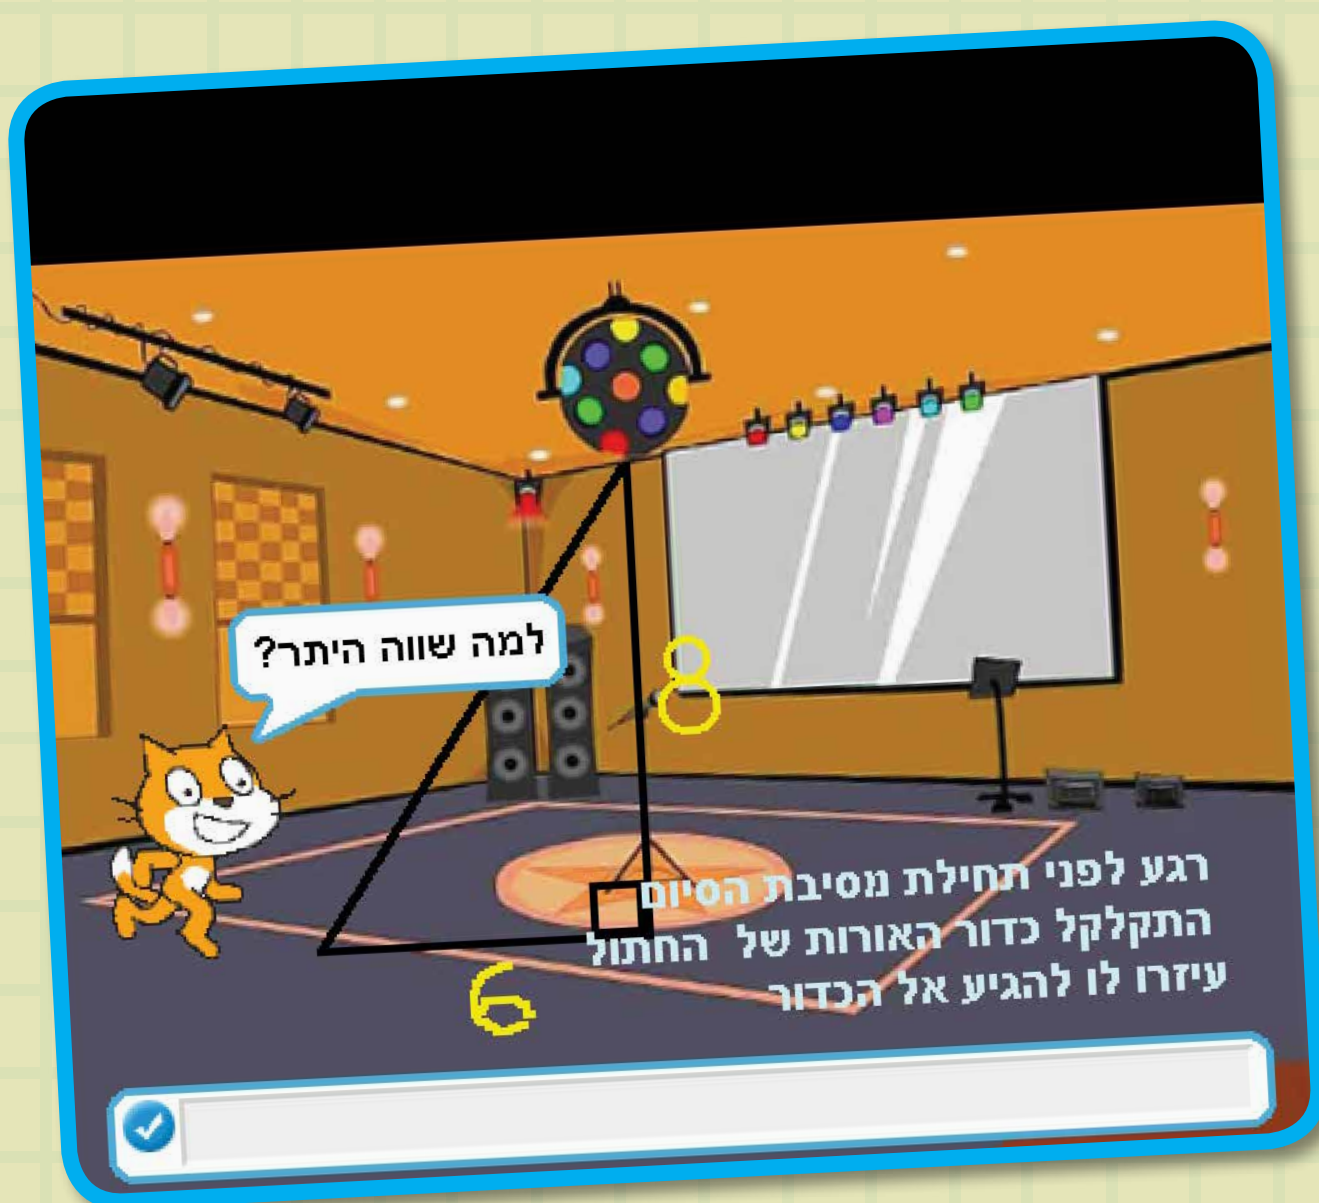 למה שווה היתר?
8
רגע לפני תחילת מסיבת הסיום
התקלקל כדור האורות של החתול
עיזרו לו להגיע אל הכדור
6